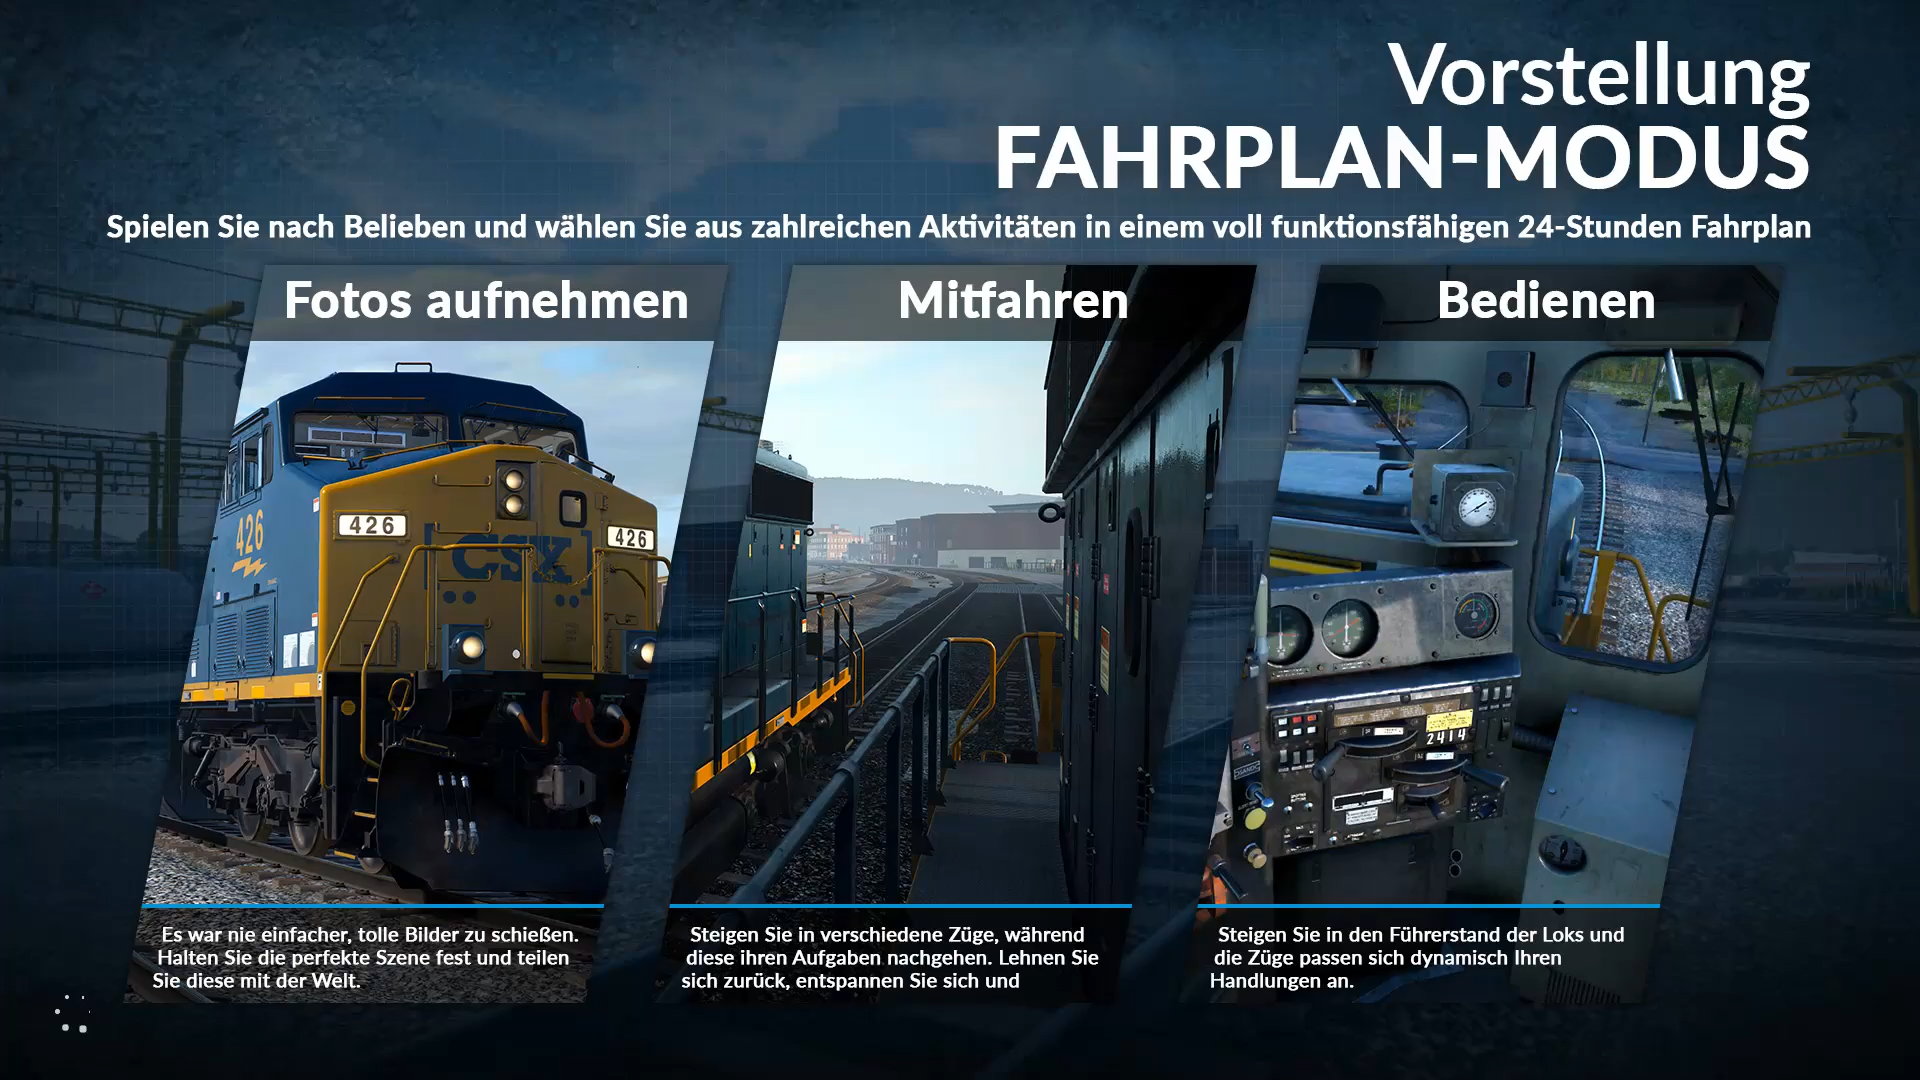 Vorstellung
FAHRPLAN-MODUS
Spielen Sie nach Belieben und wählen Sie aus zahlreichen Aktivitäten in einem voll funktionsfähigen 24-Stunden Fahrplan
Fotos aufnehmen
426
426
426
CSX
Es war nie einfacher, tolle Bilder zu schießen.
Halten Sie die perfekte Szene fest und teilen
Sie diese mit der Welt.
Mitfahren
Steigen Sie in verschiedene Züge, während
diese ihren Aufgaben nachgehen. Lehnen Sie
sich zurück, entspannen Sie sich und
Bedienen
2414
Steigen Sie in den Führerstand der Loks und
die Züge passen sich dynamisch Ihren
Handlungen an.